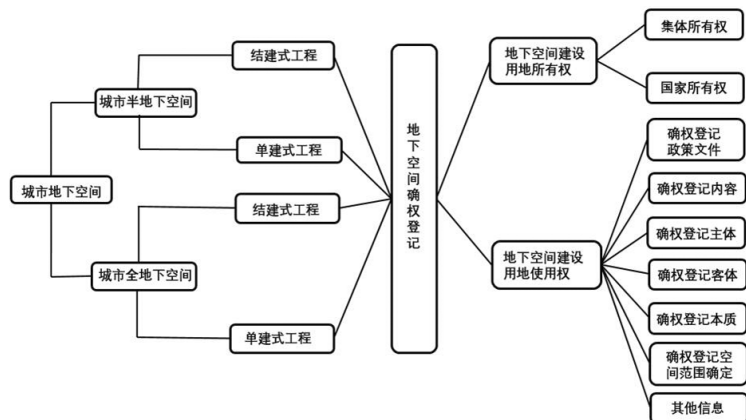 城市地下空间
城市半地下空间
城市全地下空间
结建式工程
单建式工程
结建式工程
单建式工程
地下空间确权登记
地下空间建设
用地所有权
地下空间建设
用地使用权
集体所有权
国家所有权
确权登记
政策文件
确权登记内容
确权登记主体
确权登记客体
确权登记本质
确权登记空
间范围确定
其他信息